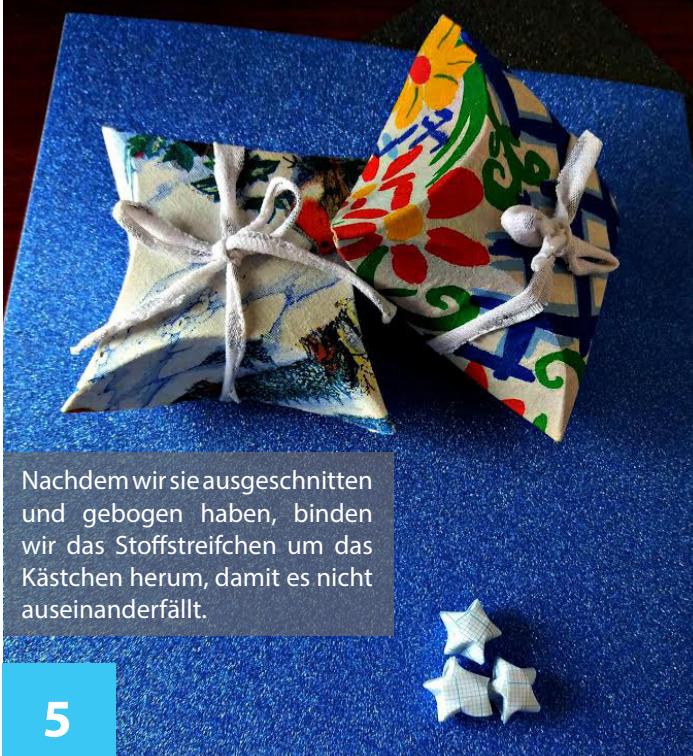 Nachdem wir sie ausgeschnitten
und gebogen haben, binden
wir das Stoffstreifchen um das
Kästchen herum, damit es nicht
auseinanderfällt.
5